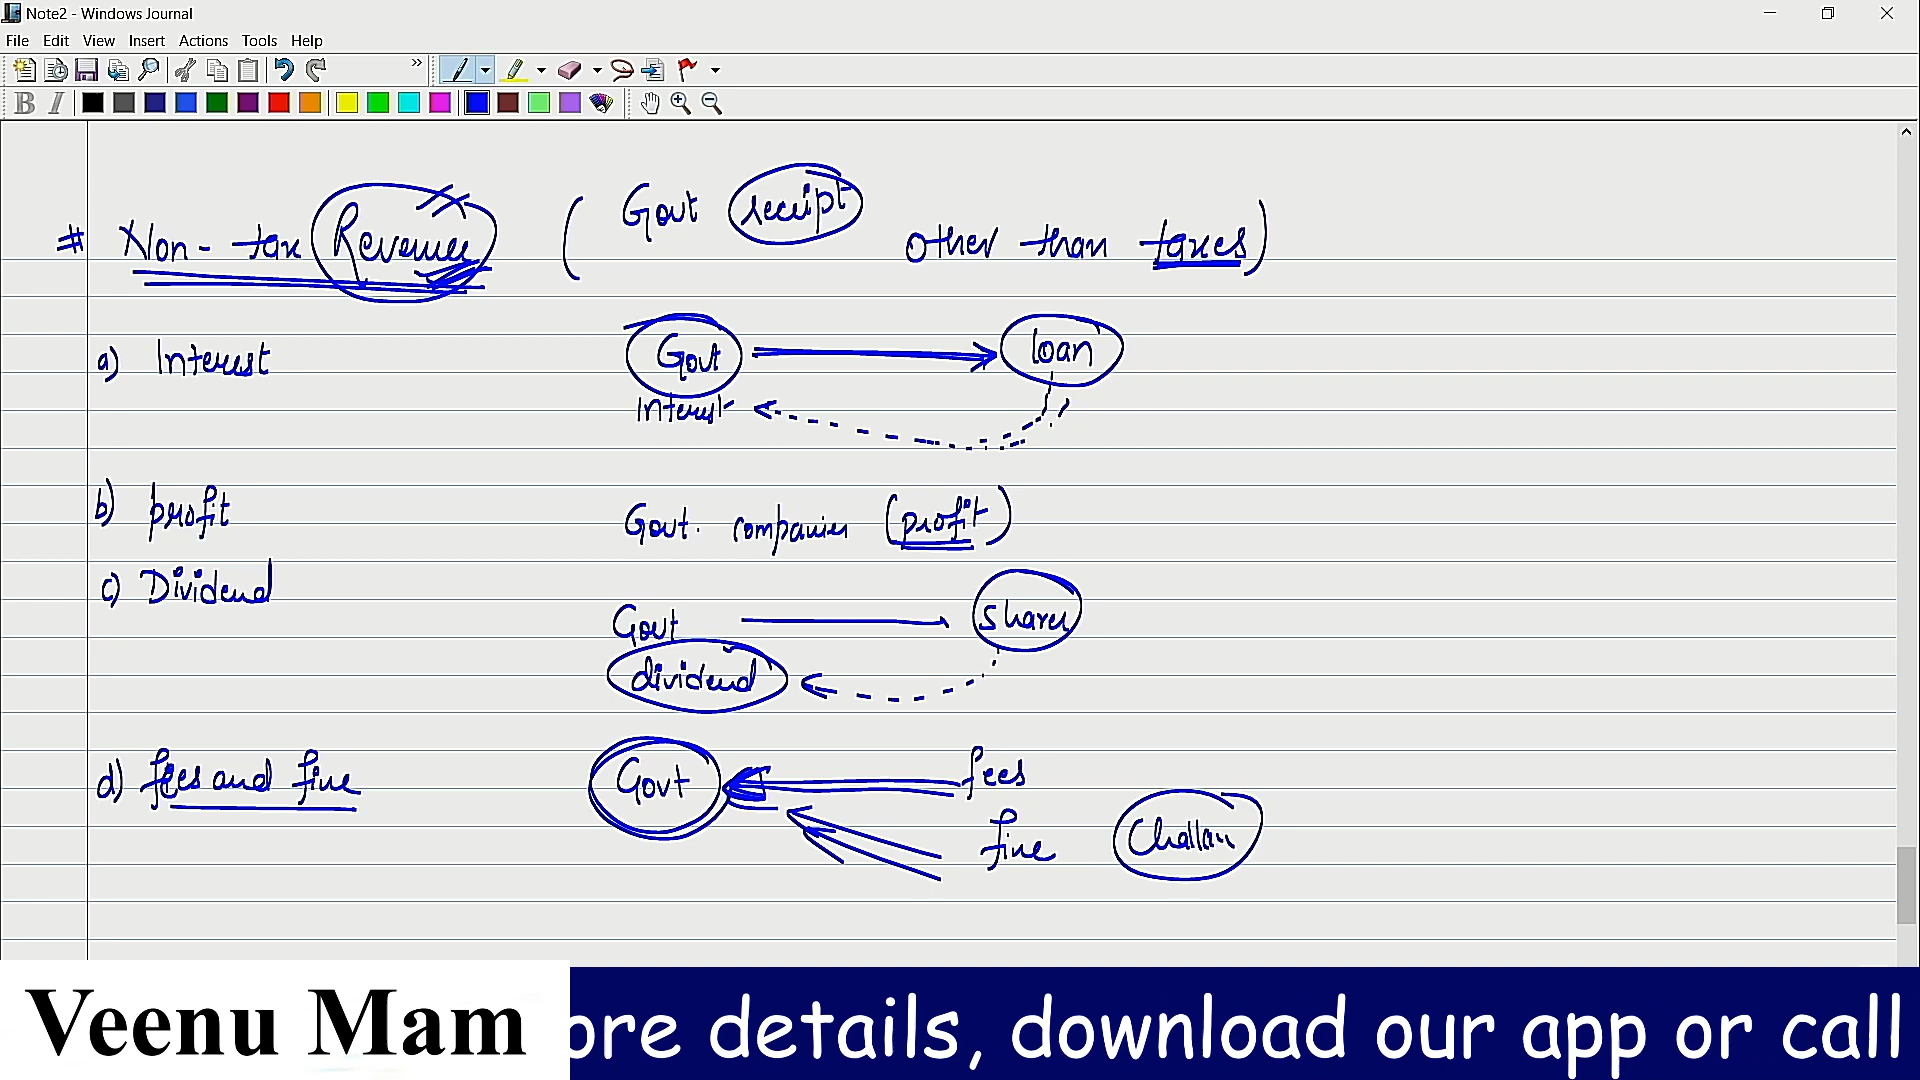 Note2 - Windows Journal
File Edit View Insert Actions Tools Help
B I
# Non-tax Revenue ( Govt receipt other than taxes)
a) Interest Govt loan
Interest
b) profit Govt. companies (profit)
c) Dividend
Govt shares
dividend
d) fees and fine Govt fees
fine Challan
Veenu Mam ore details, download our app or call